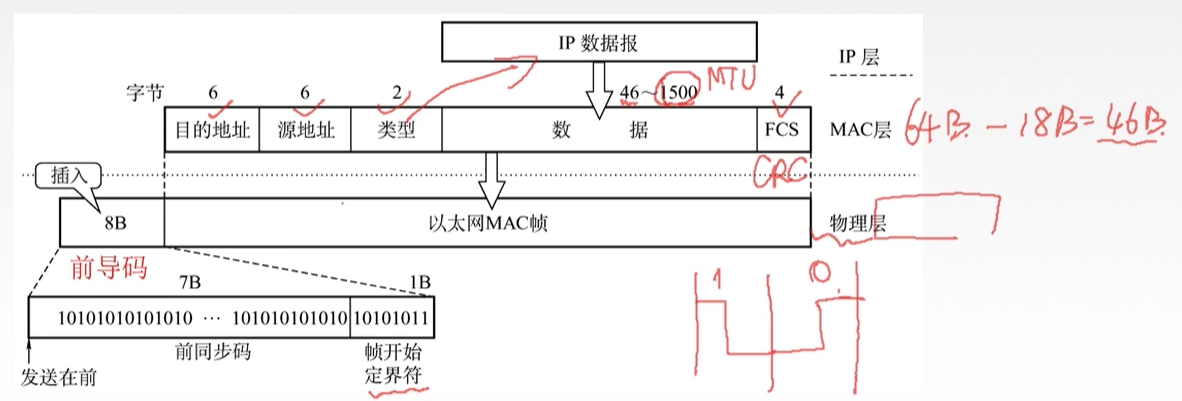 IP 数据报
IP 层
字节 6 6 2 46~1500 MTU 4
目的地址 源地址 类型 数 据 FCS MAC层 64B. - 18B = 46B.
CRC
插入
8B 以太网MAC帧 物理层
前导码
7B 1B
1 0.
10101010101010 ··· 101010101010 10101011
前同步码 帧开始
定界符
发送在前